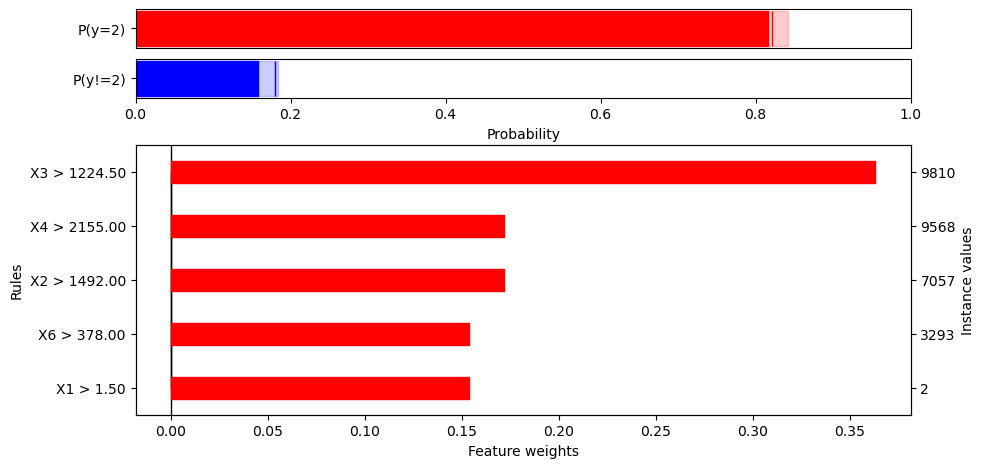 P(y=2)
P(y!=2)
0.0 0.2 0.4 0.6 0.8 1.0
Probability
X3 > 1224.50 9810
X4 > 2155.00 9568
X2 > 1492.00 7057
X6 > 378.00 3293
X1 > 1.50 2
Rules
Instance values
0.00 0.05 0.10 0.15 0.20 0.25 0.30 0.35
Feature weights